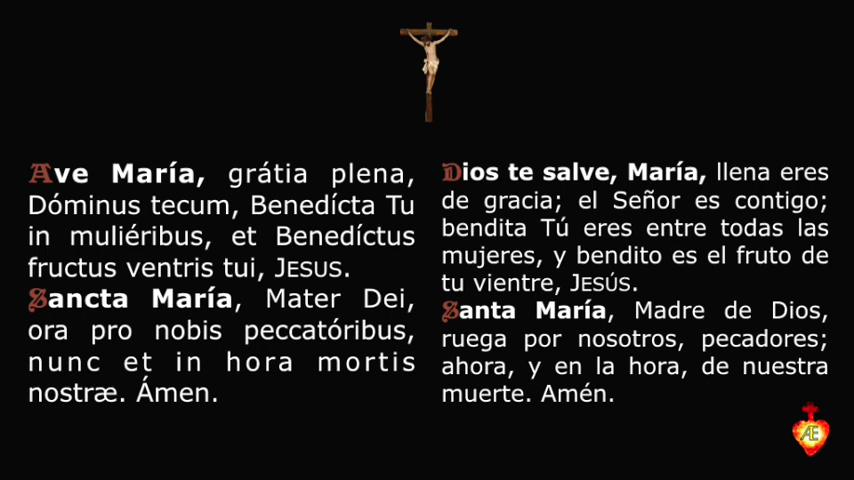 Ave María, grátia plena,
Dóminus tecum, Benedícta Tu
in muliéribus, et Benedíctus
fructus ventris tui, JESUS.
Sancta María, Mater Dei,
ora pro nobis peccatóribus,
nunc et in hora mortis
nostræ. Ámen.
Dios te salve, María, llena eres
de gracia; el Señor es contigo;
bendita Tú eres entre todas las
mujeres, y bendito es el fruto de
tu vientre, JESÚS.
Santa María, Madre de Dios,
ruega por nosotros, pecadores;
ahora, y en la hora, de nuestra
muerte. Amén.
Æ